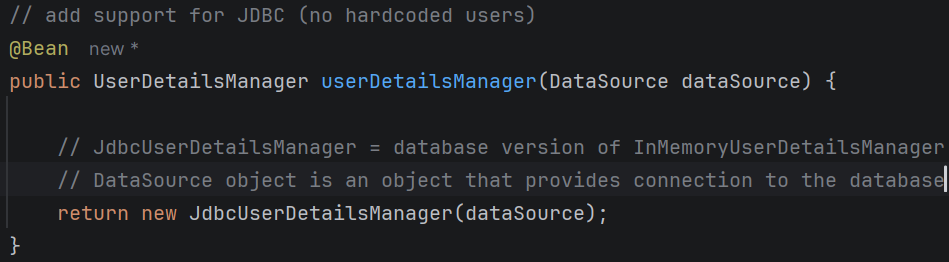 // add support for JDBC (no hardcoded users)
@Bean new *
public UserDetailsManager userDetailsManager(DataSource dataSource) {
// JdbcUserDetailsManager = database version of InMemoryUserDetailsManager
// DataSource object is an object that provides connection to the database
return new JdbcUserDetailsManager(dataSource);
}